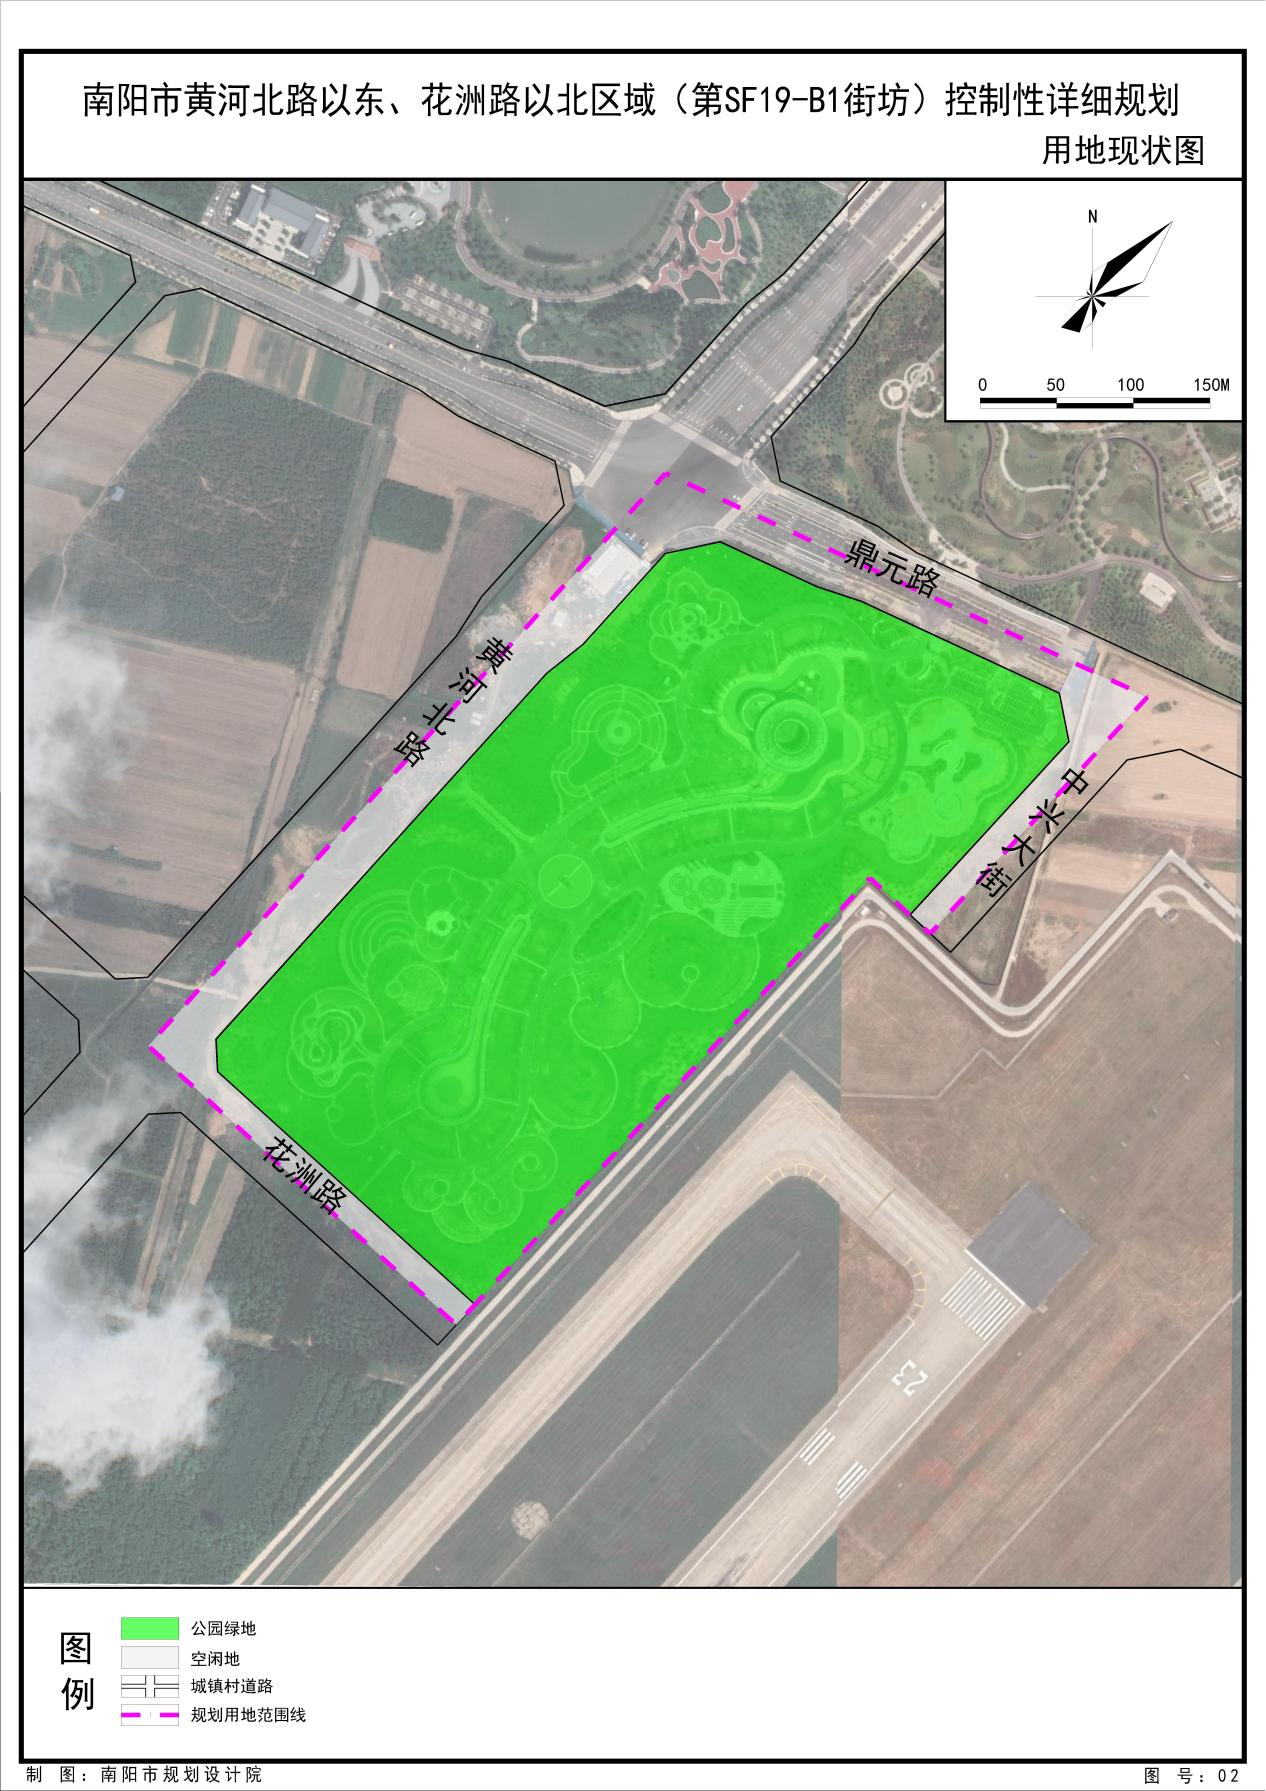 南阳市黄河北路以东、花洲路以北区域（第SF19-B1街坊）控制性详细规划
用地现状图
N
0 50 100 150M
鼎元路
黄河北路
中兴大街
花洲路
23
图例
公园绿地
空闲地
城镇村道路
规划用地范围线
制 图：南阳市规划设计院
图 号：02